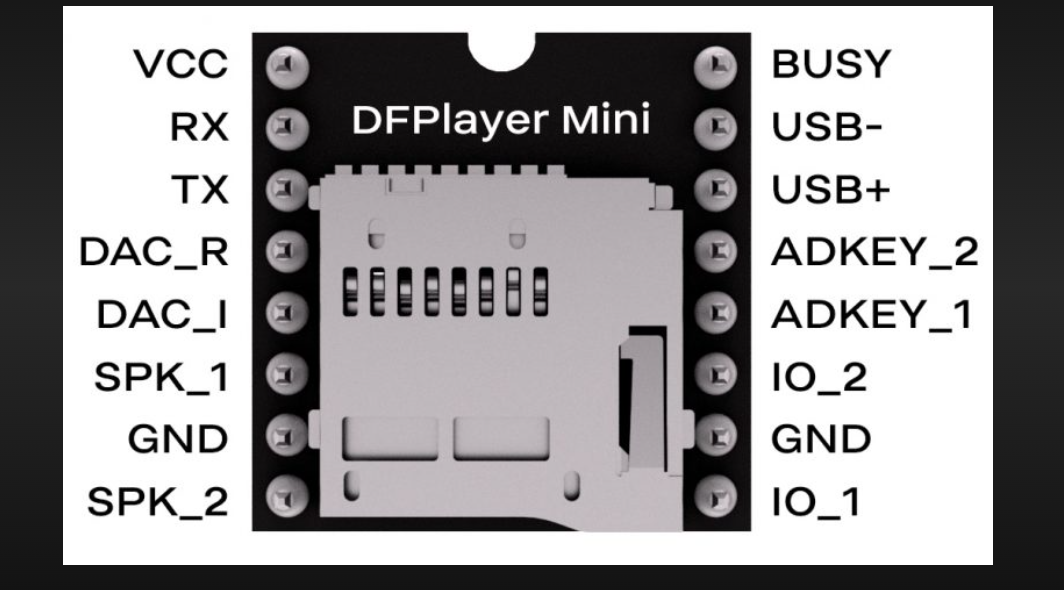 VCC
BUSY
DFPlayer Mini
RX
USB-
TX
USB+
DAC_R
ADKEY_2
DAC_I
ADKEY_1
SPK_1
IO_2
GND
GND
SPK_2
IO_1